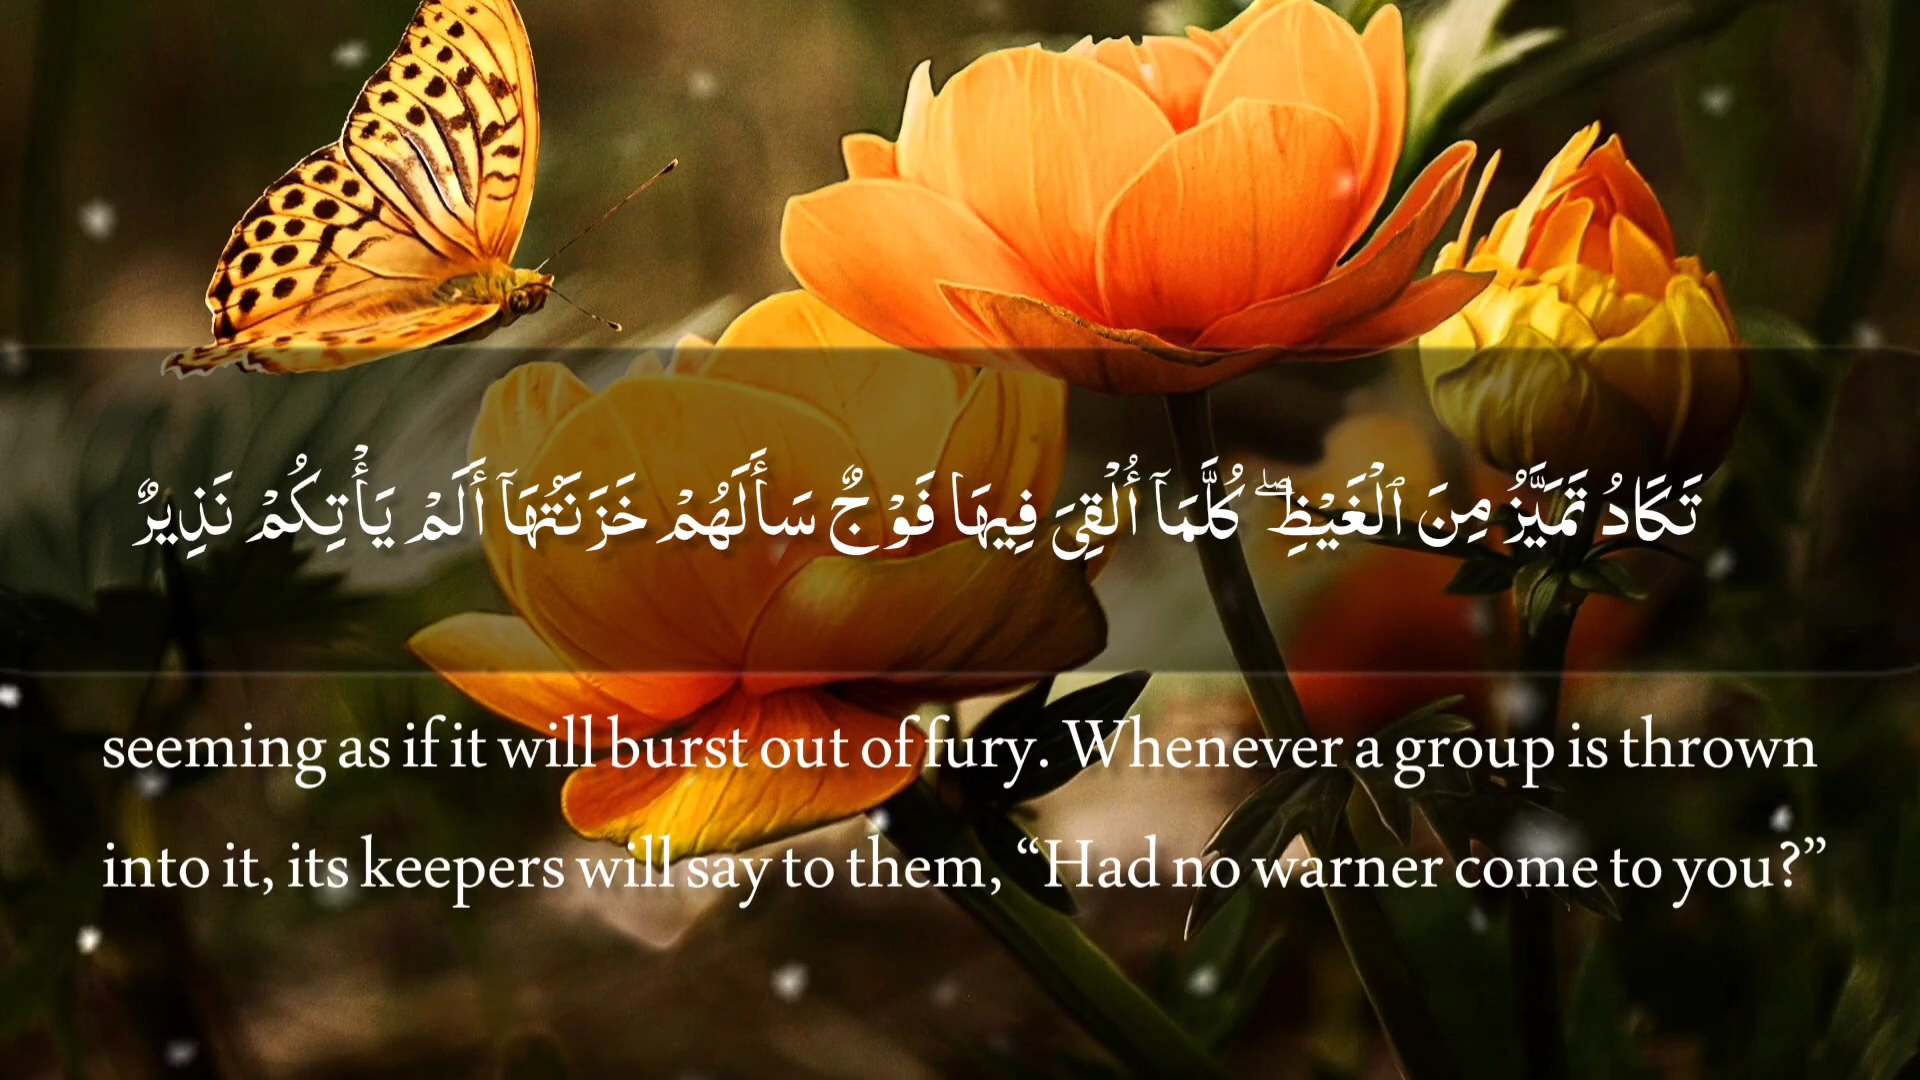 تَكَادُ تَمَيَّزُ مِنَ ٱلْغَيْظِ ۖ كُلَّمَآ أُلْقِىَ فِيهَا فَوْجٌ سَأَلَهُمْ خَزَنَتُهَآ أَلَمْ يَأْتِكُمْ نَذِيرٌ
seeming as if it will burst out of fury. Whenever a group is thrown
into it, its keepers will say to them, “Had no warner come to you?”